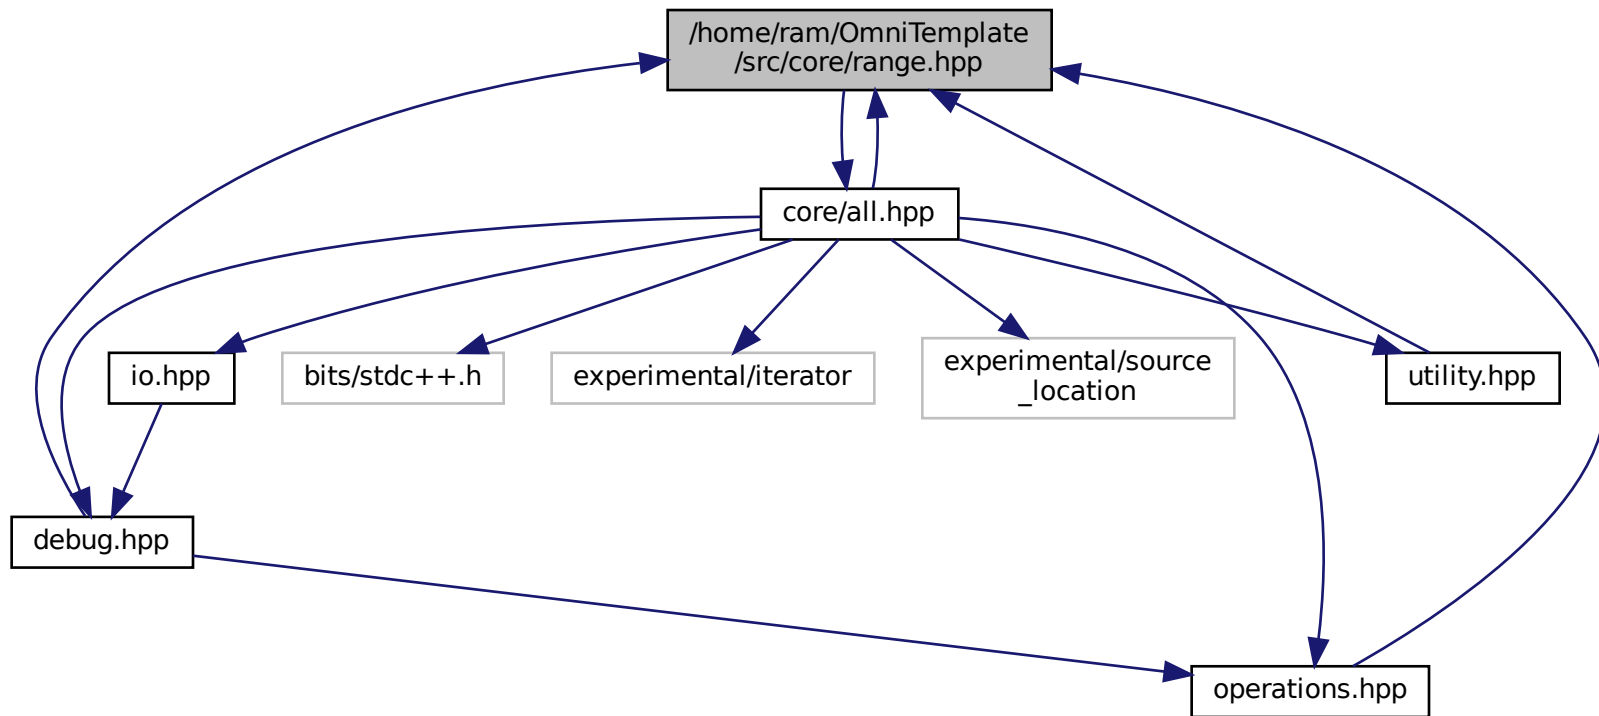 /home/ram/OmniTemplate
/src/core/range.hpp
core/all.hpp
io.hpp
bits/stdc++.h
experimental/iterator
experimental/source
_location
utility.hpp
debug.hpp
operations.hpp